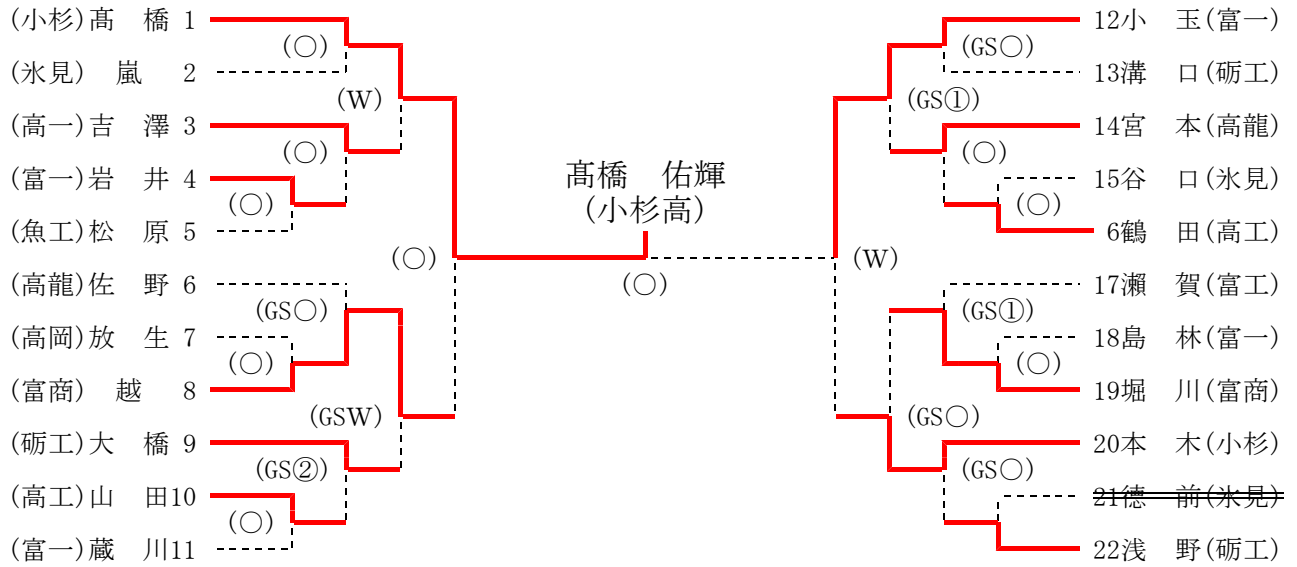 (小杉)髙　橋 1
(○)
(氷見)　嵐　 2
(W)
(高一)吉　澤 3
(○)
(富一)岩　井 4
(○)
(魚工)松　原 5
(○)
(高龍)佐　野 6
(GS○)
(高岡)放　生 7
(○)
(富商)　越　 8
(GSW)
(砺工)大　橋 9
(GS②)
(高工)山　田10
(○)
(富一)蔵　川11
髙橋　佑輝
(小杉高)
(○)
12小　玉(富一)
(GS○)
13溝　口(砺工)
(GS①)
14宮　本(高龍)
(○)
15谷　口(氷見)
(○)
6鶴　田(高工)
(W)
17瀬　賀(富工)
(GS①)
18島　林(富一)
(○)
19堀　川(富商)
(GS○)
20本　木(小杉)
(GS○)
21徳　前(氷見)
22浅　野(砺工)